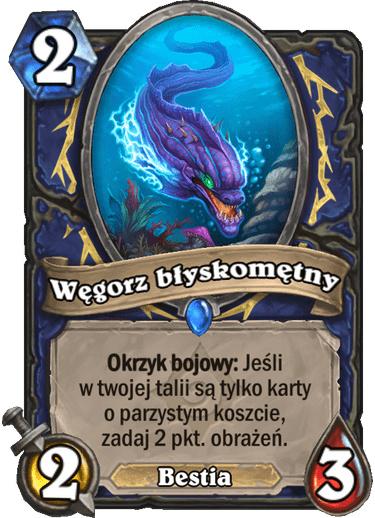 2
Węgorz błyskomętny
Okrzyk bojowy: Jeśli
w twojej talii są tylko karty
o parzystym koszcie,
zadaj 2 pkt. obrażeń.
2
Bestia
3